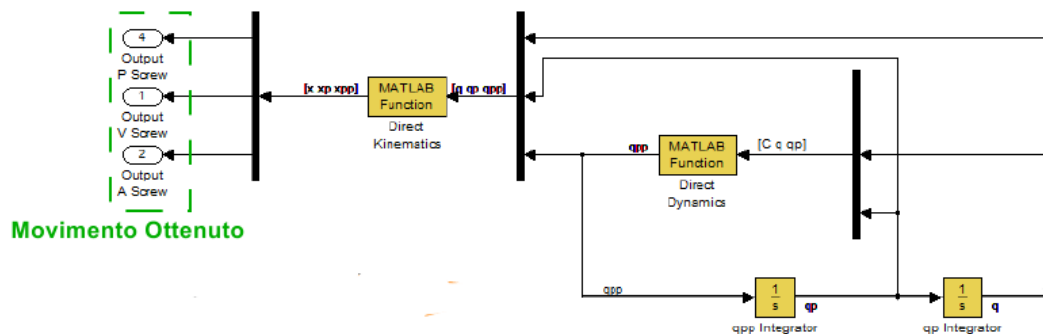 4
Output
P Screw
1
Output
V Screw
2
Output
A Screw
Movimento Ottenuto
[x xp xpp]
MATLAB
Function
Direct
Kinematics
[q qp qpp]
qpp
MATLAB
Function
Direct
Dynamics
[C q qp]
qpp
1
s
qpp Integrator
qp
1
s
qp Integrator
q